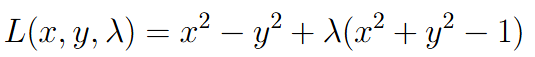 L(x, y, λ) = x² − y² + λ(x² + y² − 1)